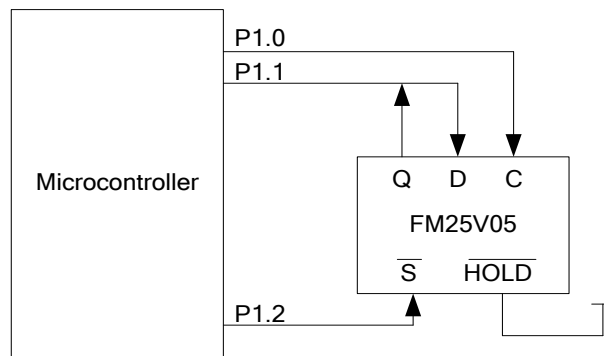 P1.0
P1.1
Microcontroller
Q D C
FM25V05
S HOLD
P1.2